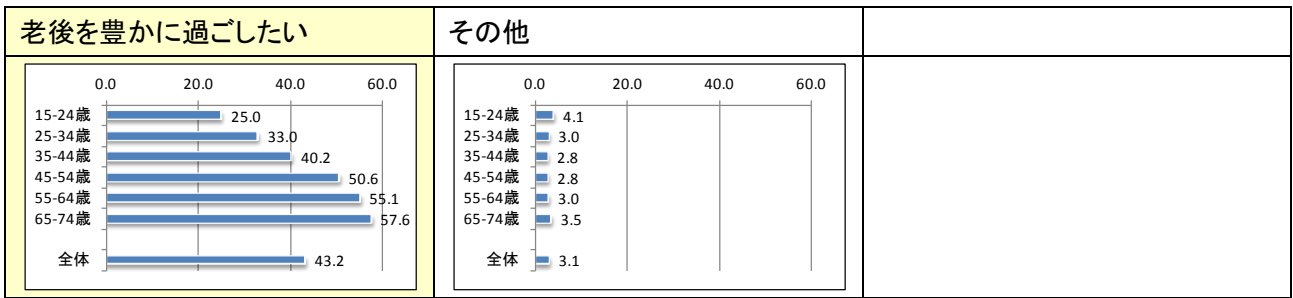 老後を豊かに過ごしたい
0.0 20.0 40.0 60.0
15-24歳 25.0
25-34歳 33.0
35-44歳 40.2
45-54歳 50.6
55-64歳 55.1
65-74歳 57.6
全体 43.2
その他
0.0 20.0 40.0 60.0
15-24歳 4.1
25-34歳 3.0
35-44歳 2.8
45-54歳 2.8
55-64歳 3.0
65-74歳 3.5
全体 3.1